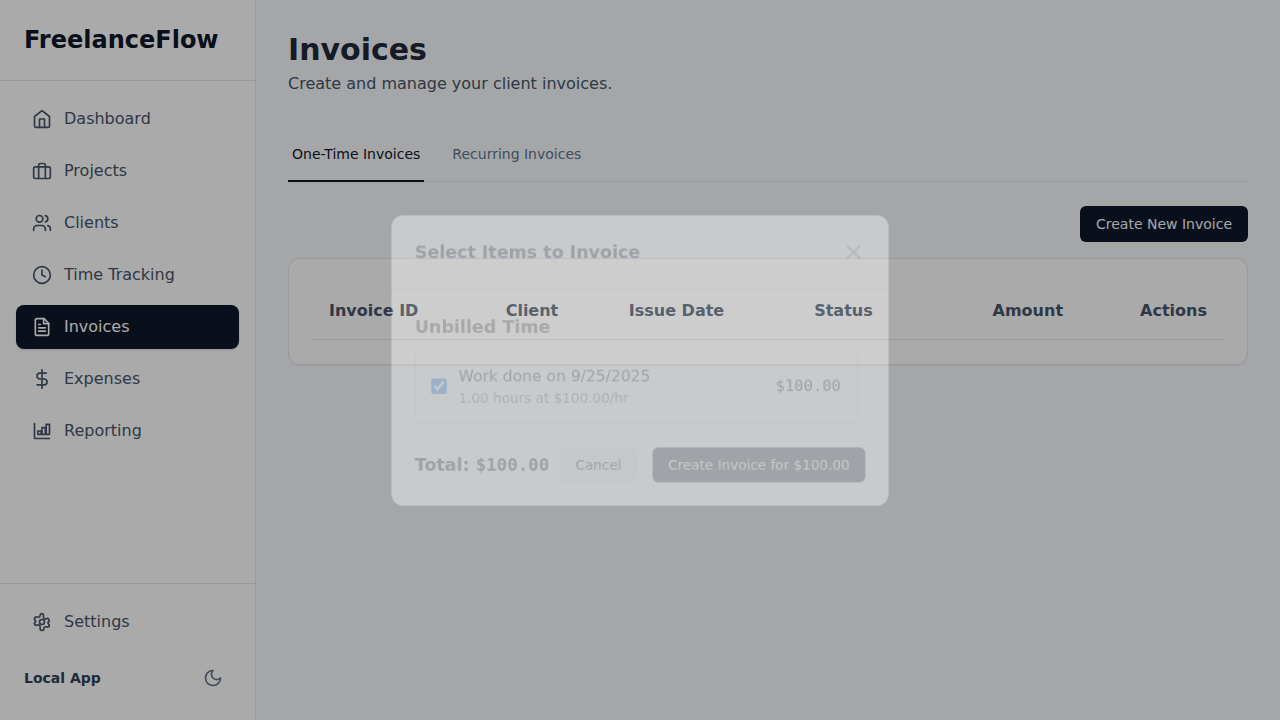 FreelanceFlow
Dashboard
Projects
Clients
Time Tracking
Invoices
Expenses
Reporting
Settings
Local App
Invoices
Create and manage your client invoices.
One-Time Invoices Recurring Invoices
Create New Invoice
Invoice ID Client Issue Date Status Amount Actions
Select Items to Invoice
Unbilled Time
Work done on 9/25/2025 $100.00
1.00 hours at $100.00/hr
Total: $100.00 Cancel Create Invoice for $100.00